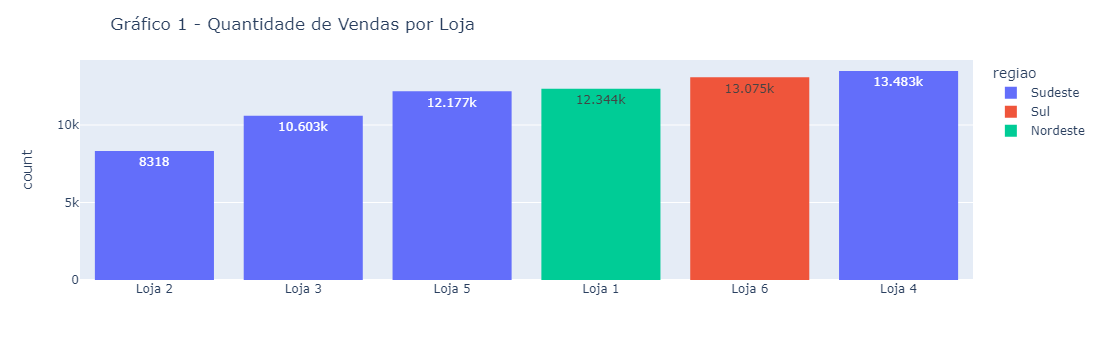 Gráfico 1 - Quantidade de Vendas por Loja
regiao
Sudeste
Sul
Nordeste
count
10k
5k
0
8318
10.603k
12.177k
12.344k
13.075k
13.483k
Loja 2
Loja 3
Loja 5
Loja 1
Loja 6
Loja 4